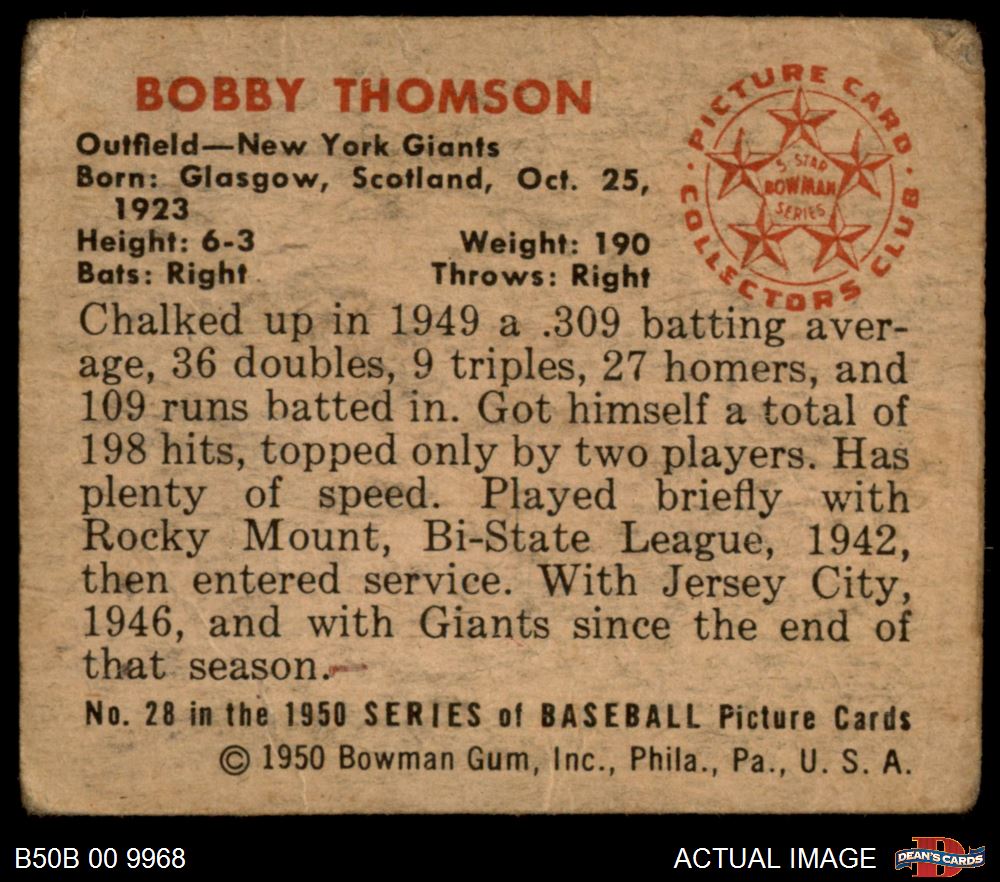 BOBBY THOMSON
Outfield—New York Giants
Born: Glasgow, Scotland, Oct. 25,
1923
Height: 6-3 Weight: 190
Bats: Right Throws: Right
PICTURE CARD COLLECTORS CLUB
5-STAR
BOWMAN
SERIES
Chalked up in 1949 a .309 batting aver-
age, 36 doubles, 9 triples, 27 homers, and
109 runs batted in. Got himself a total of
198 hits, topped only by two players. Has
plenty of speed. Played briefly with
Rocky Mount, Bi-State League, 1942,
then entered service. With Jersey City,
1946, and with Giants since the end of
that season.
No. 28 in the 1950 SERIES of BASEBALL Picture Cards
© 1950 Bowman Gum, Inc., Phila., Pa., U. S. A.
B50B 00 9968
ACTUAL IMAGE
D
DEAN'S CARDS